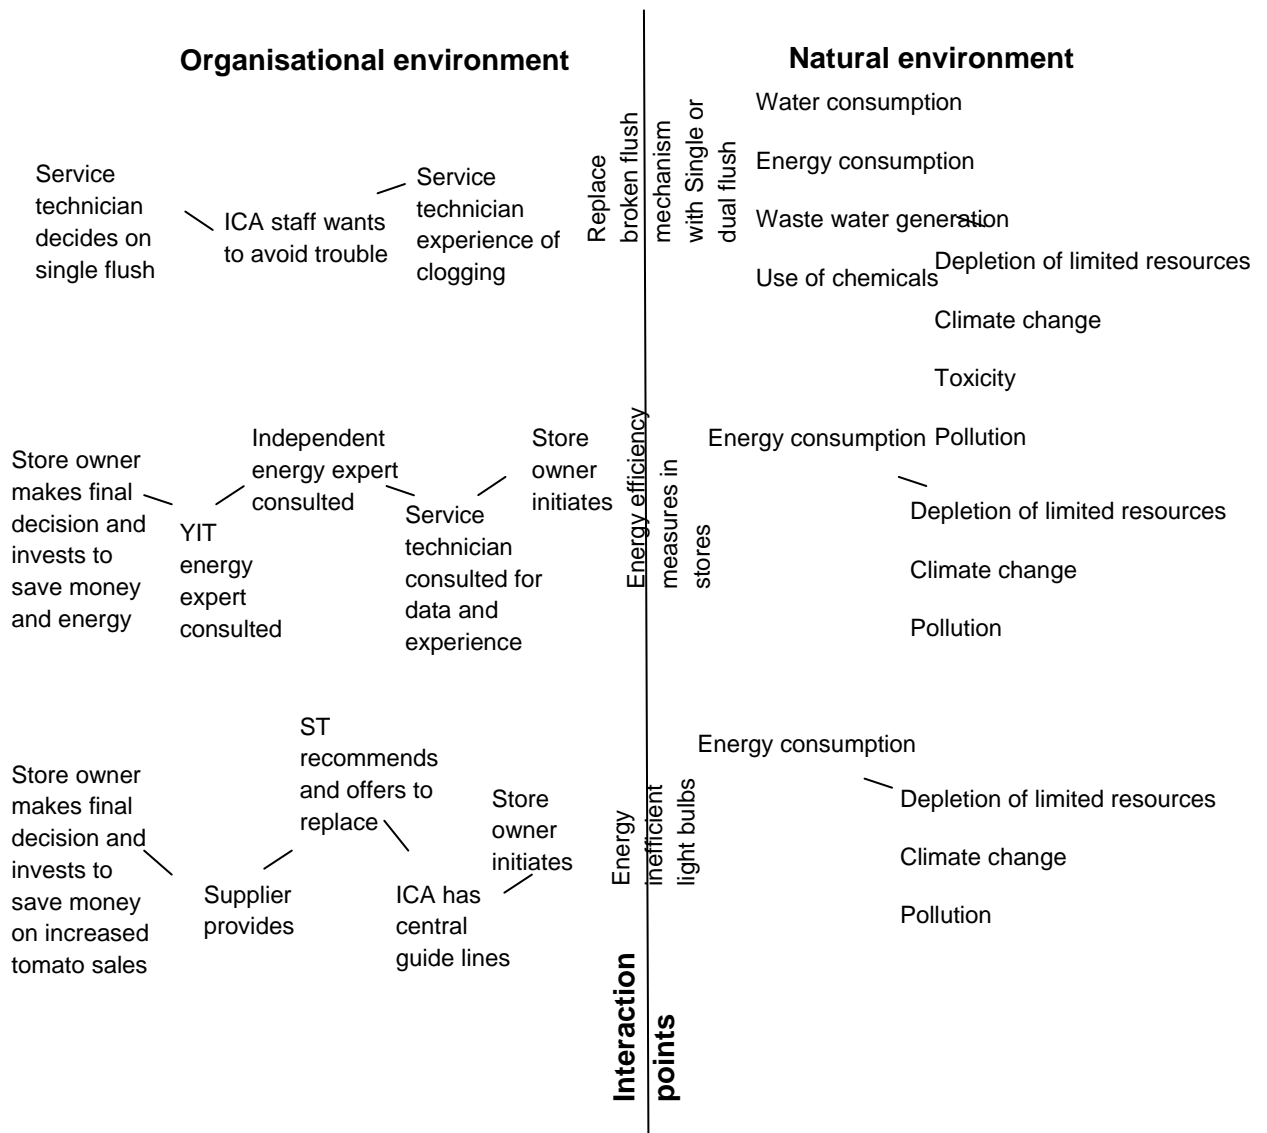 Organisational environment
Natural environment
Service
technician
decides on
single flush
ICA staff wants
to avoid trouble
Service
technician
experience of
clogging
Replace
broken flush
mechanism
with Single or
dual flush
Water consumption
Energy consumption
Waste water generation
Use of chemicals
Depletion of limited resources
Climate change
Toxicity
Pollution
Store owner
makes final
decision and
invests to
save money
and energy
YIT
energy
expert
consulted
Independent
energy expert
consulted
Service
technician
consulted for
data and
experience
Store
owner
initiates
Energy efficiency
measures in
stores
Energy consumption
Depletion of limited resources
Climate change
Pollution
Store owner
makes final
decision and
invests to
save money
on increased
tomato sales
Supplier
provides
ST
recommends
and offers to
replace
ICA has
central
guide lines
Store
owner
initiates
Energy
inefficient
light bulbs
Energy consumption
Depletion of limited resources
Climate change
Pollution
Interaction
points